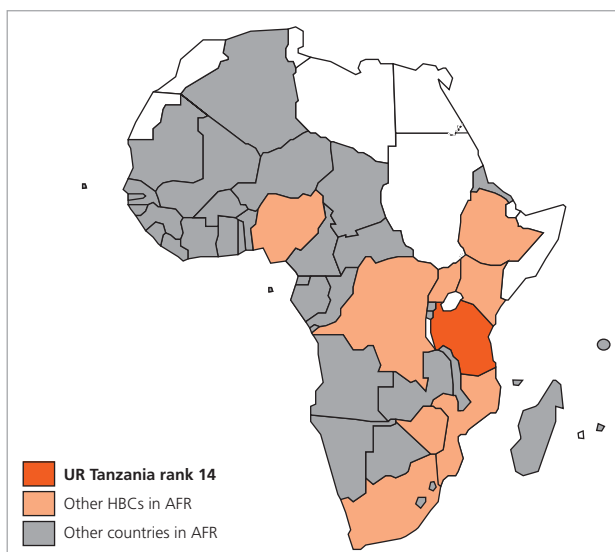 UR Tanzania rank 14
Other HBCs in AFR
Other countries in AFR